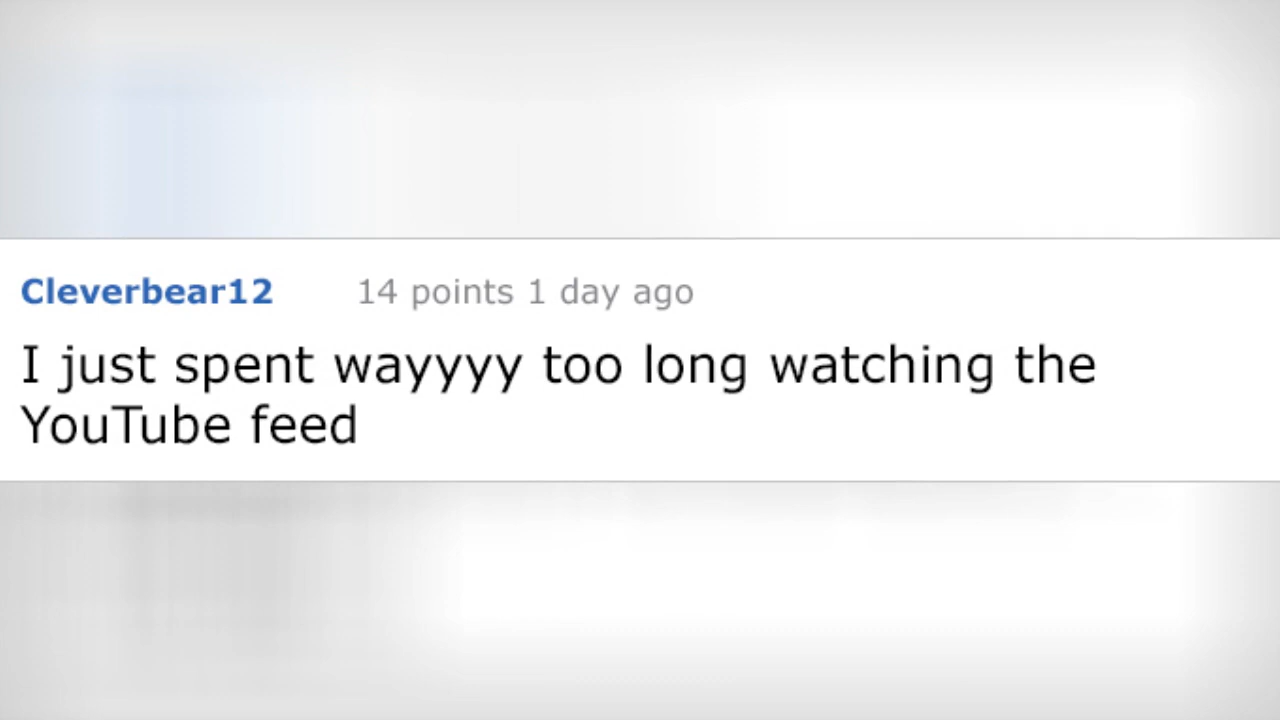 Cleverbear12 14 points 1 day ago
I just spent wayyyy too long watching the
YouTube feed